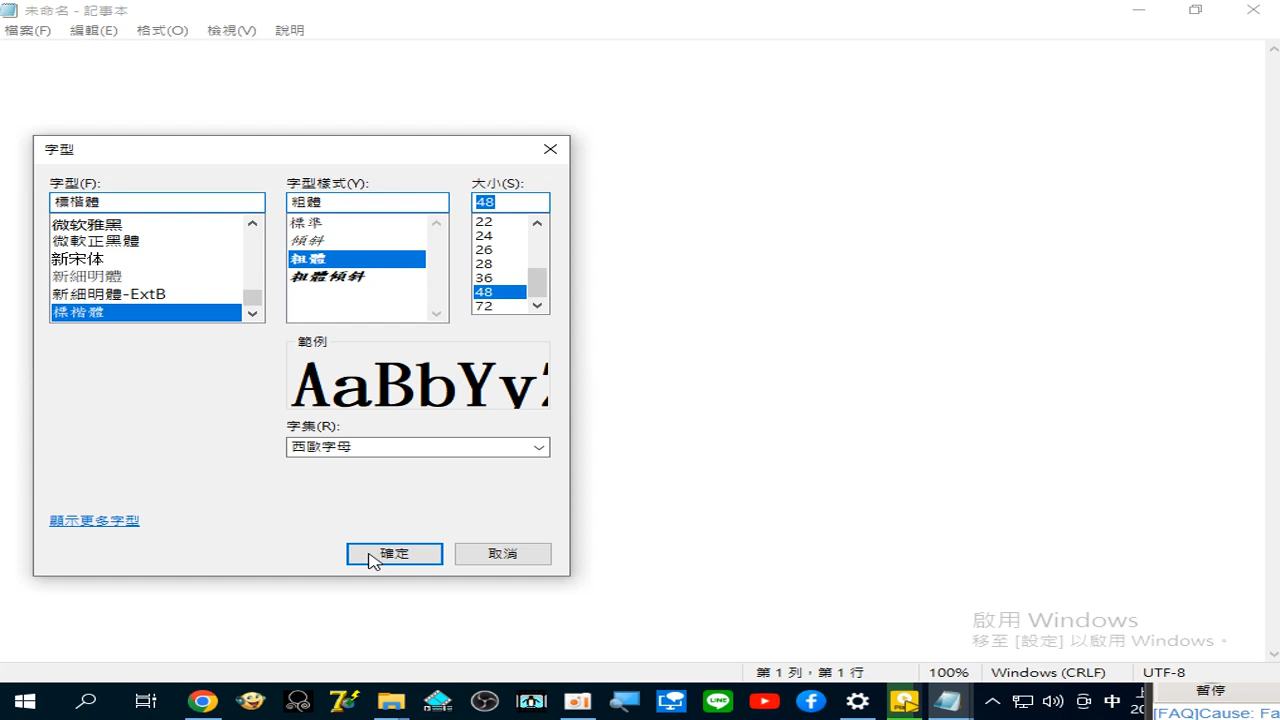 未命名 - 記事本
檔案(F) 編輯(E) 格式(O) 檢視(V) 說明
字型
字型(F):
標楷體
微软雅黑
微軟正黑體
新宋体
新細明體
新細明體-ExtB
標楷體
字型樣式(Y):
粗體
標準
傾斜
粗體
粗體傾斜
大小(S):
48
22
24
26
28
36
48
72
範例
AaBbYy
字集(R):
西歐字母
顯示更多字型
確定
取消
啟用 Windows
移至 [設定] 以啟用 Windows。
第 1 列，第 1 行
100%
Windows (CRLF)
UTF-8
LINE
中
上
20
暫停
[FAQ]Cause: Fa